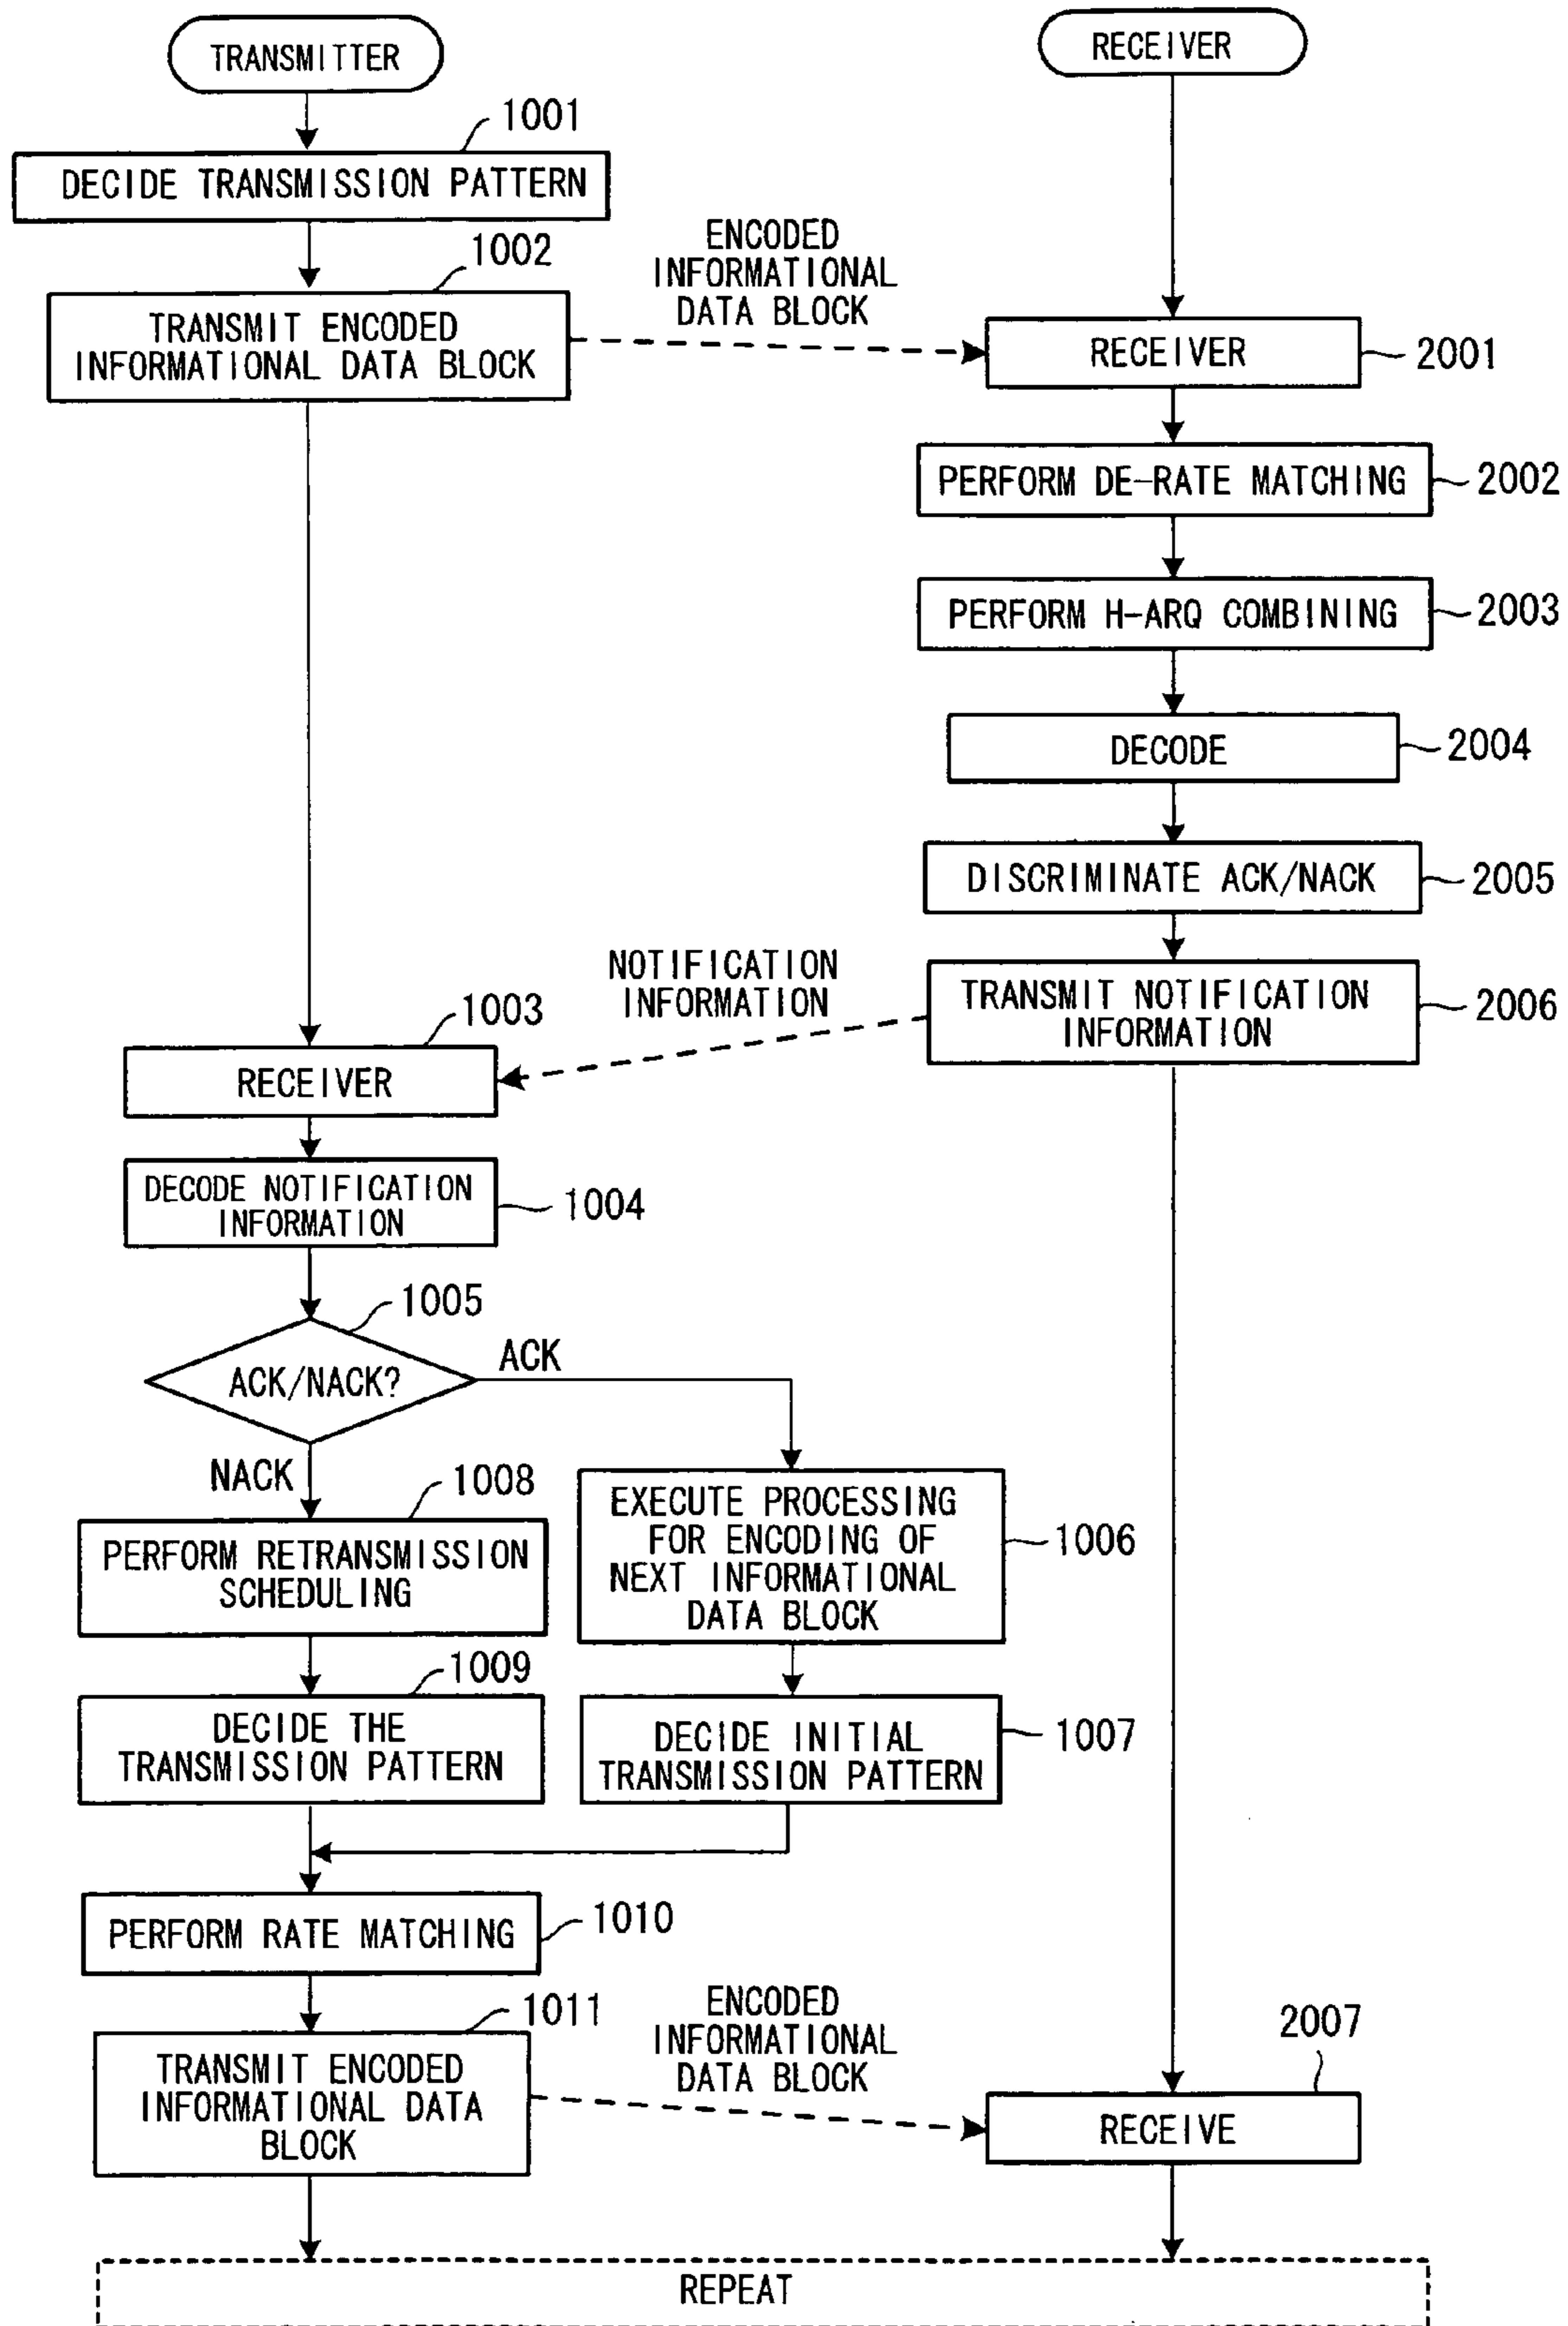 TRANSMITTER
RECEIVER
1001
DECIDE TRANSMISSION PATTERN
1002
TRANSMIT ENCODED
INFORMATIONAL DATA BLOCK
ENCODED
INFORMATIONAL
DATA BLOCK
RECEIVER
2001
PERFORM DE-RATE MATCHING
2002
PERFORM H-ARQ COMBINING
2003
DECODE
2004
DISCRIMINATE ACK/NACK
2005
TRANSMIT NOTIFICATION
INFORMATION
2006
NOTIFICATION
INFORMATION
1003
RECEIVER
DECODE NOTIFICATION
INFORMATION
1004
1005
ACK/NACK?
ACK
NACK
1008
PERFORM RETRANSMISSION
SCHEDULING
EXECUTE PROCESSING
FOR ENCODING OF
NEXT INFORMATIONAL
DATA BLOCK
1006
1009
DECIDE THE
TRANSMISSION PATTERN
DECIDE INITIAL
TRANSMISSION PATTERN
1007
PERFORM RATE MATCHING
1010
1011
TRANSMIT ENCODED
INFORMATIONAL DATA
BLOCK
ENCODED
INFORMATIONAL
DATA BLOCK
2007
RECEIVE
REPEAT